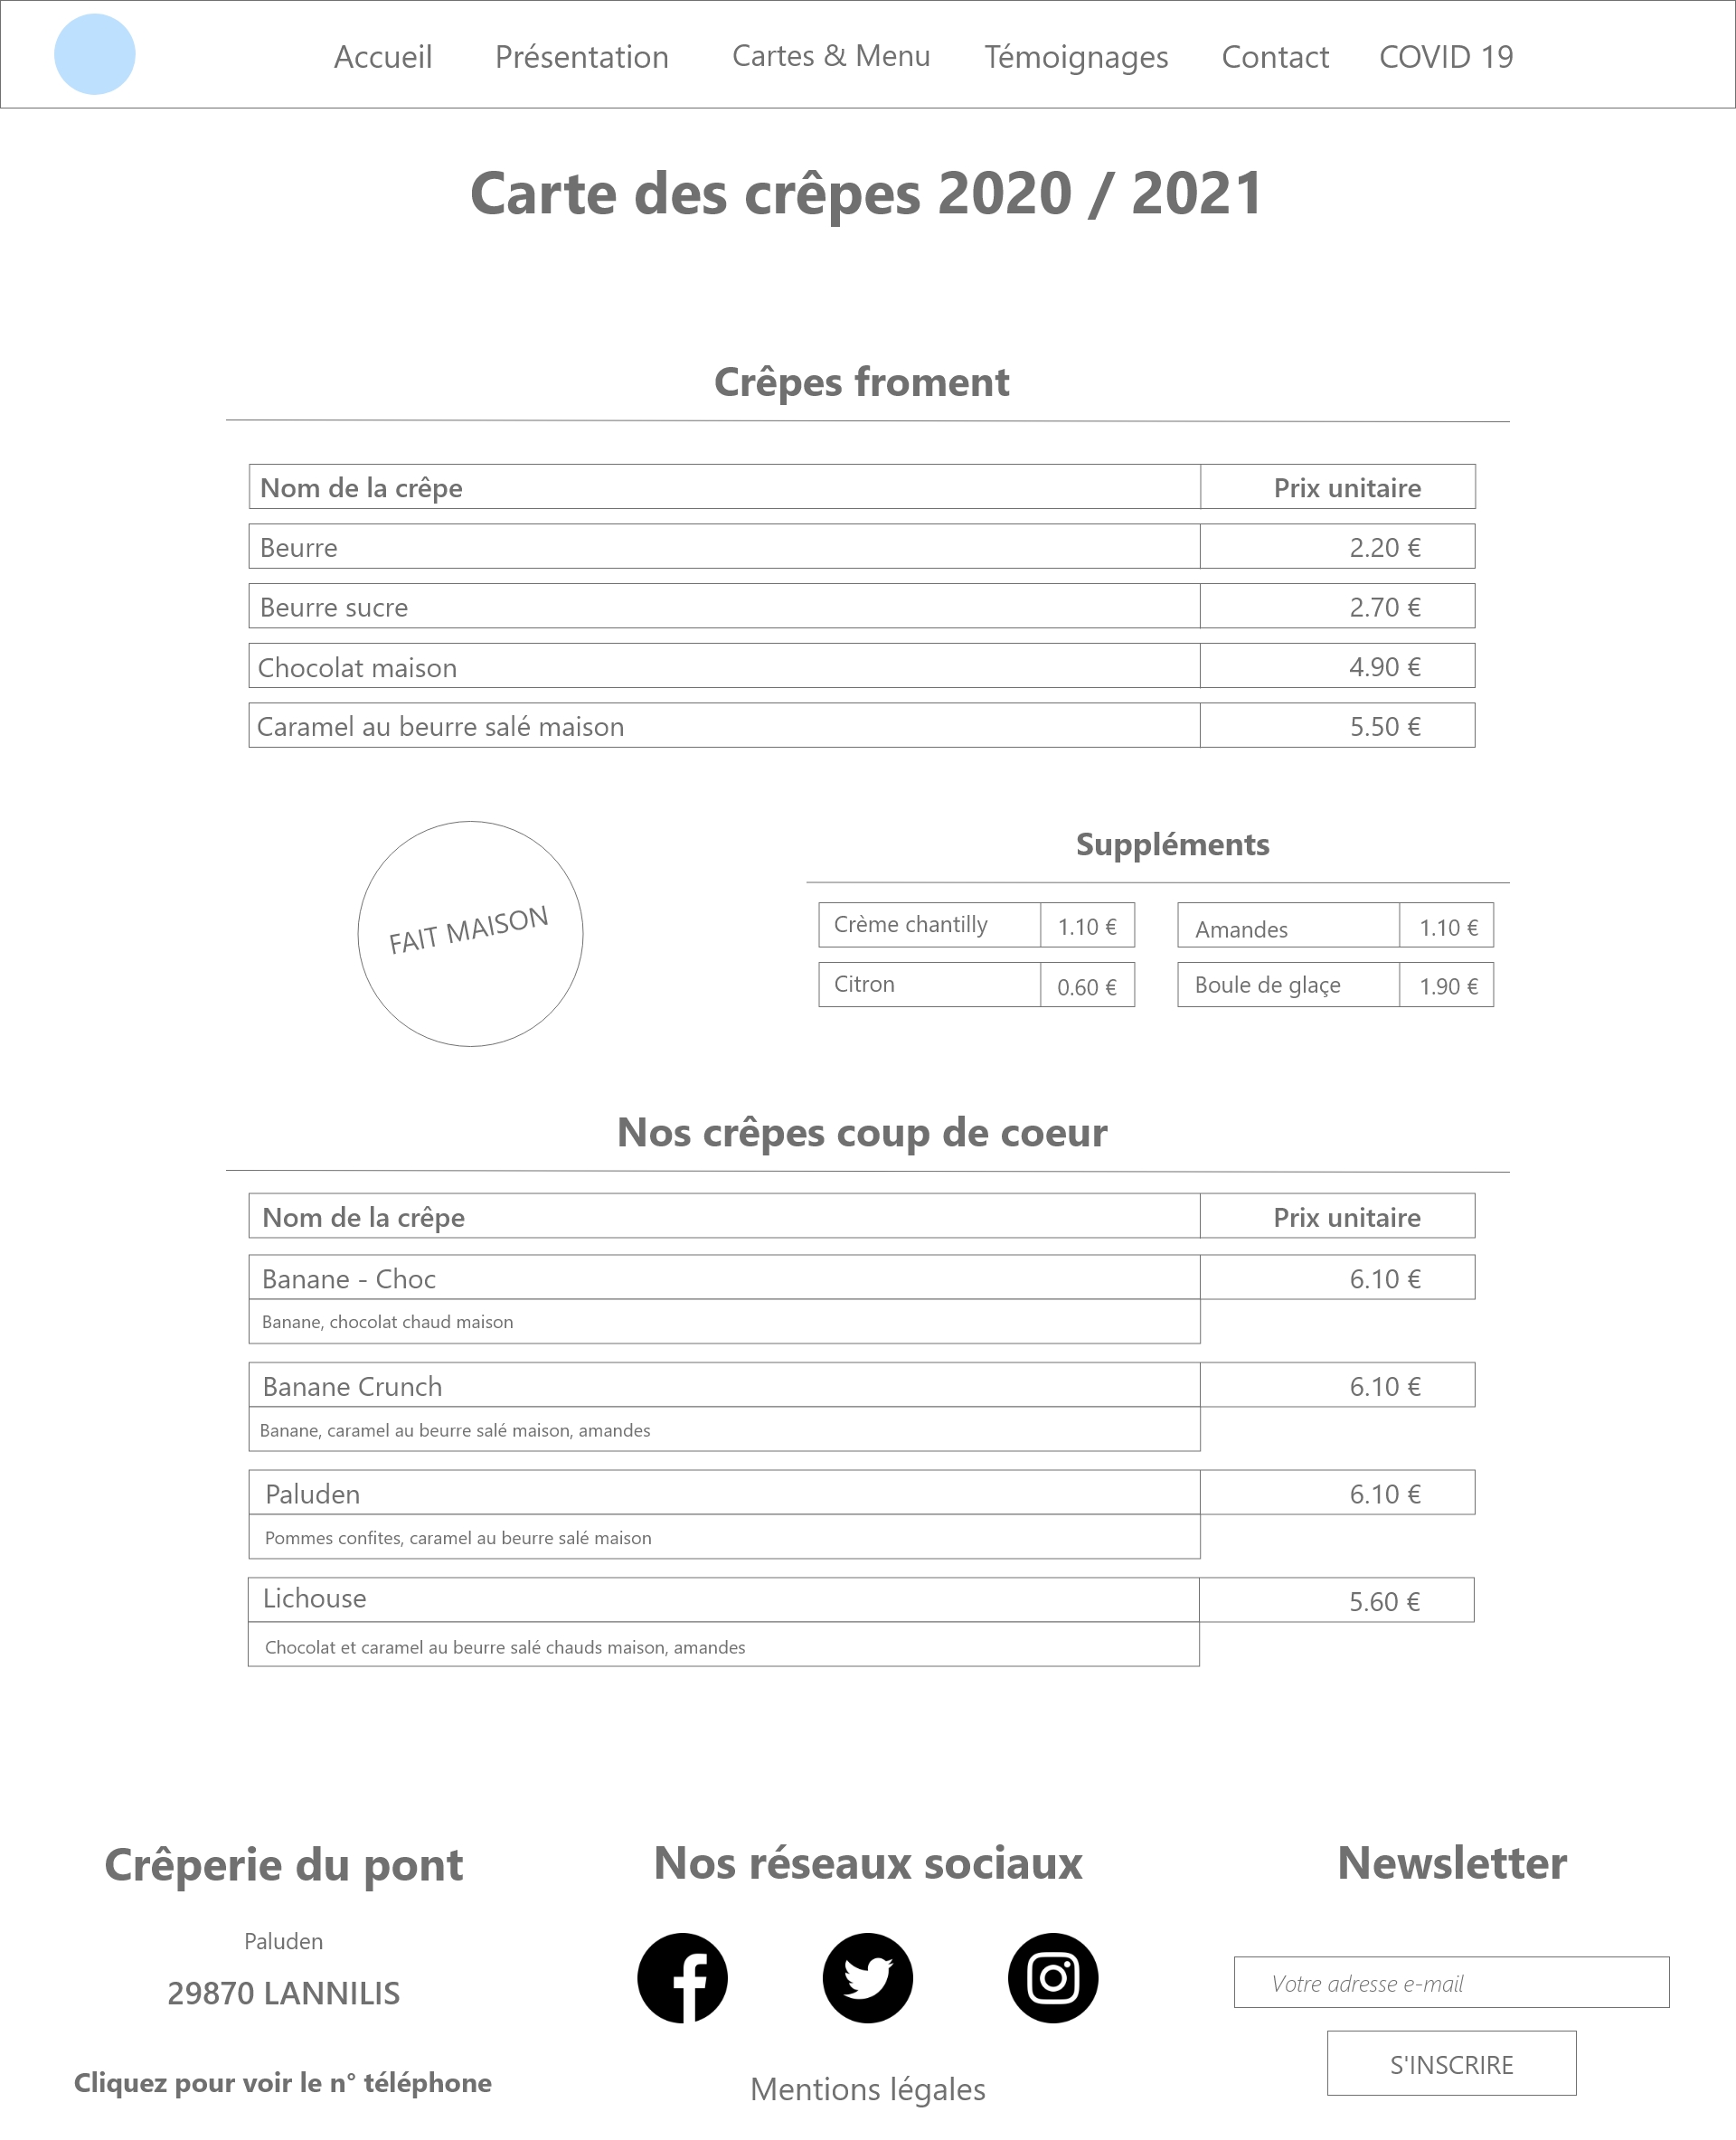 Accueil Présentation Cartes & Menu Témoignages Contact COVID 19
Carte des crêpes 2020 / 2021
Crêpes froment
Nom de la crêpe Prix unitaire
Beurre 2.20 €
Beurre sucre 2.70 €
Chocolat maison 4.90 €
Caramel au beurre salé maison 5.50 €
FAIT MAISON
Suppléments
Crème chantilly 1.10 € Amandes 1.10 €
Citron 0.60 € Boule de glaçe 1.90 €
Nos crêpes coup de coeur
Nom de la crêpe Prix unitaire
Banane - Choc 6.10 €
Banane, chocolat chaud maison
Banane Crunch 6.10 €
Banane, caramel au beurre salé maison, amandes
Paluden 6.10 €
Pommes confites, caramel au beurre salé maison
Lichouse 5.60 €
Chocolat et caramel au beurre salé chauds maison, amandes
Crêperie du pont
Paluden
29870 LANNILIS
Cliquez pour voir le n° téléphone
Nos réseaux sociaux
Mentions légales
Newsletter
Votre adresse e-mail
S'INSCRIRE